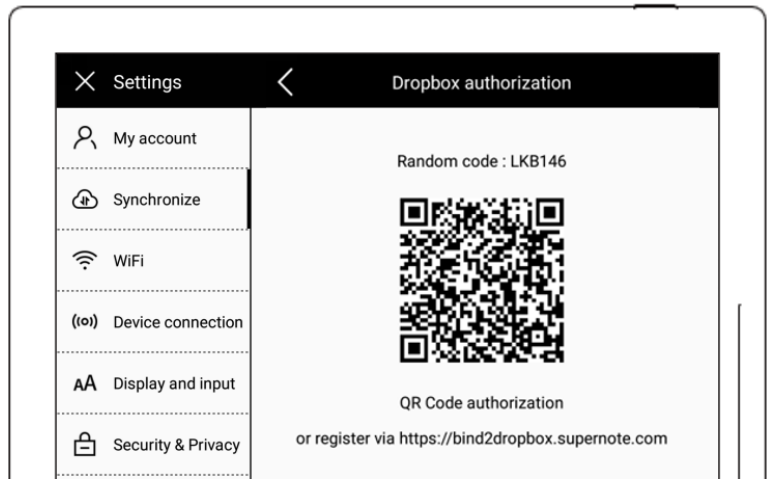 Settings
Dropbox authorization
My account
Random code : LKB146
Synchronize
WiFi
Device connection
AA Display and input
QR Code authorization
or register via https://bind2dropbox.supernote.com
Security & Privacy